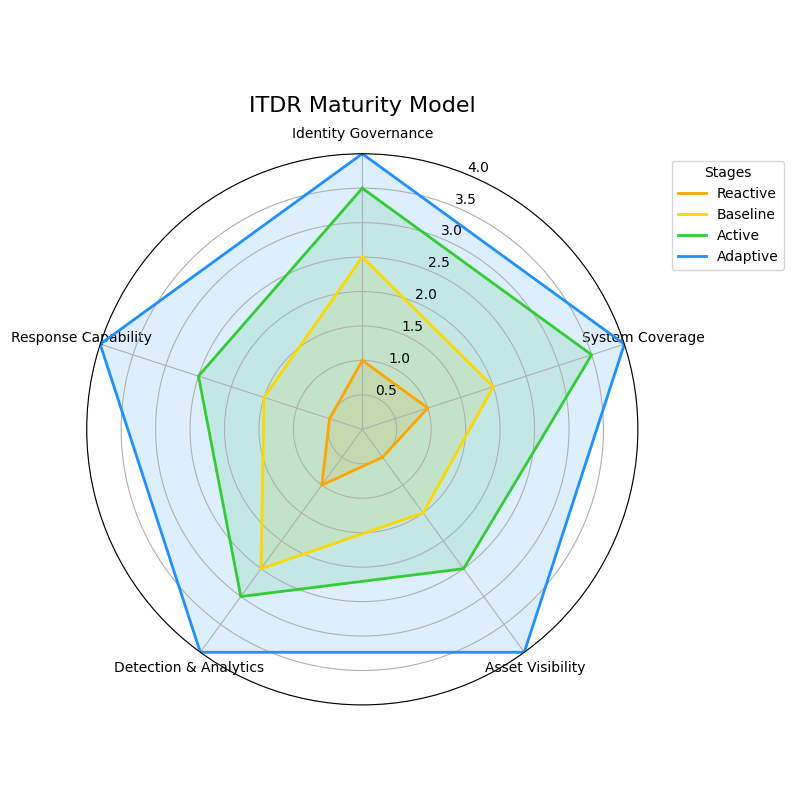 ITDR Maturity Model
Identity Governance
4.0
3.5
3.0
2.5
2.0
1.5
1.0
0.5
Stages
Reactive
Baseline
Active
Adaptive
Response Capability
System Coverage
Detection & Analytics
Asset Visibility